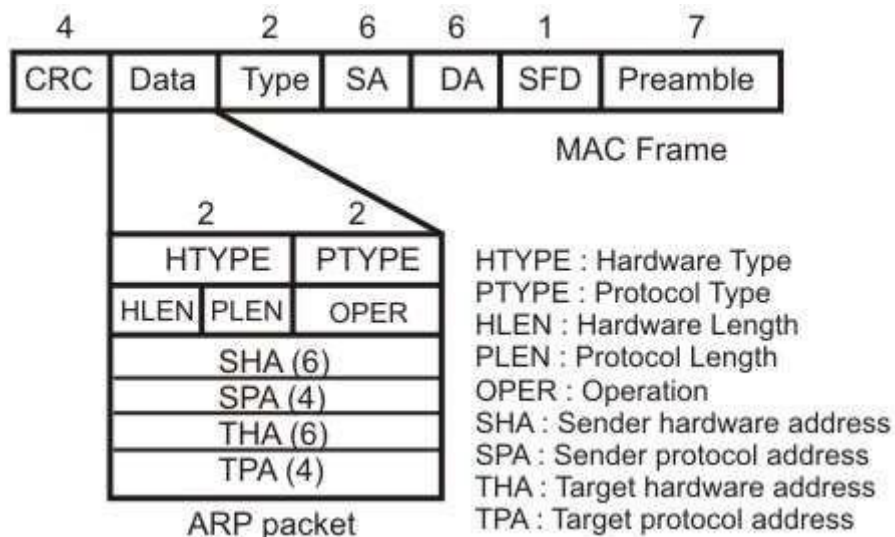 4 2 6 6 1 7
CRC Data Type SA DA SFD Preamble
MAC Frame
2 2
HTYPE PTYPE
HLEN PLEN OPER
SHA (6)
SPA (4)
THA (6)
TPA (4)
ARP packet
HTYPE : Hardware Type
PTYPE : Protocol Type
HLEN : Hardware Length
PLEN : Protocol Length
OPER : Operation
SHA : Sender hardware address
SPA : Sender protocol address
THA : Target hardware address
TPA : Target protocol address